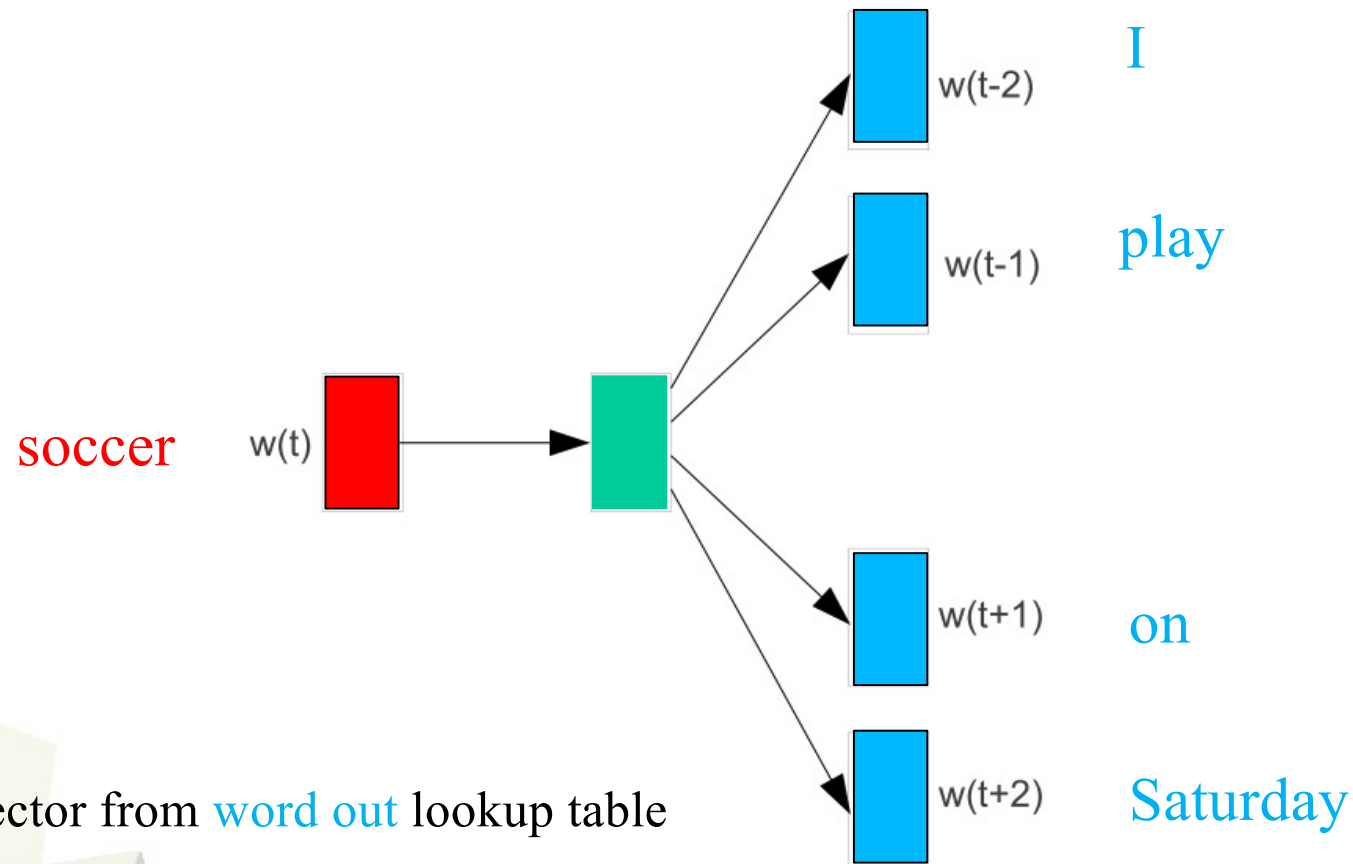 I
w(t-2)
play
w(t-1)
soccer w(t)
w(t+1)
on
w(t+2)
Saturday
ector from word out lookup table